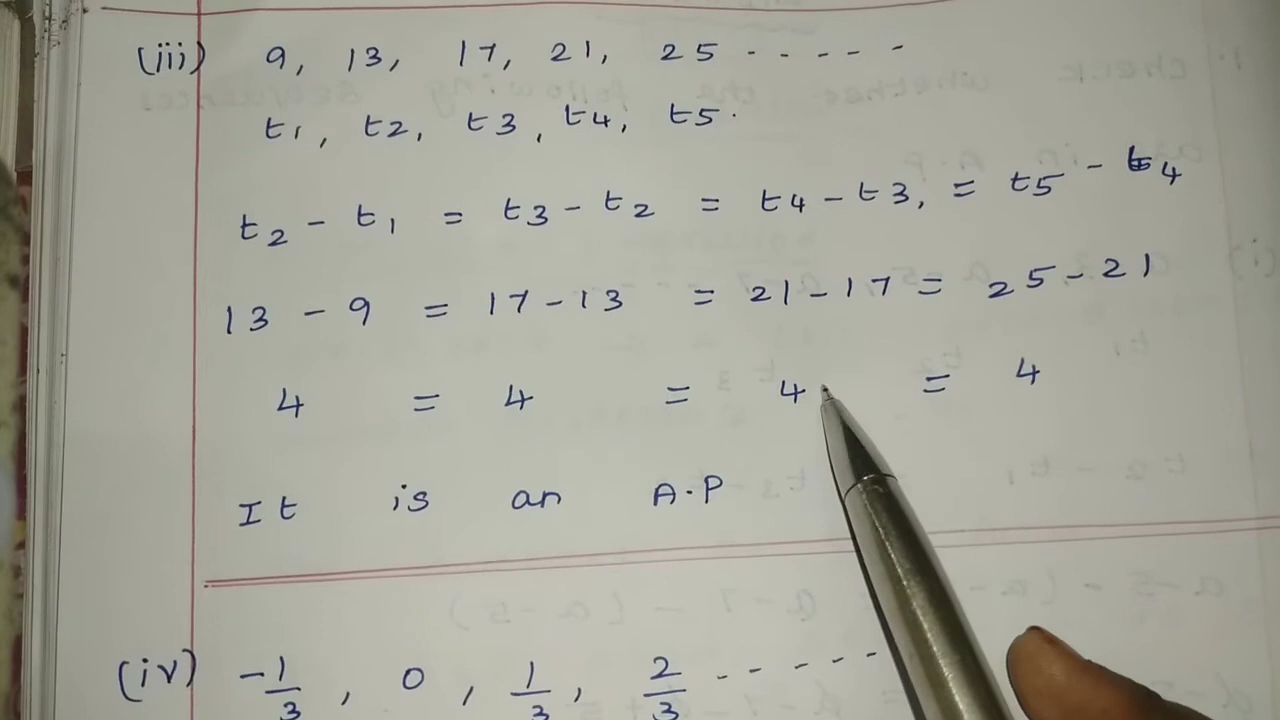 (iii) 9, 13, 17, 21, 25 - - - - -
t1, t2, t3, t4, t5.
t2 - t1 = t3 - t2 = t4 - t3, = t5 - t4
13 - 9 = 17 - 13 = 21 - 17 = 25 - 21
4 = 4 = 4 = 4
It is an A.P
(iv) -1/3, 0, 1/3, 2/3 - - - - -